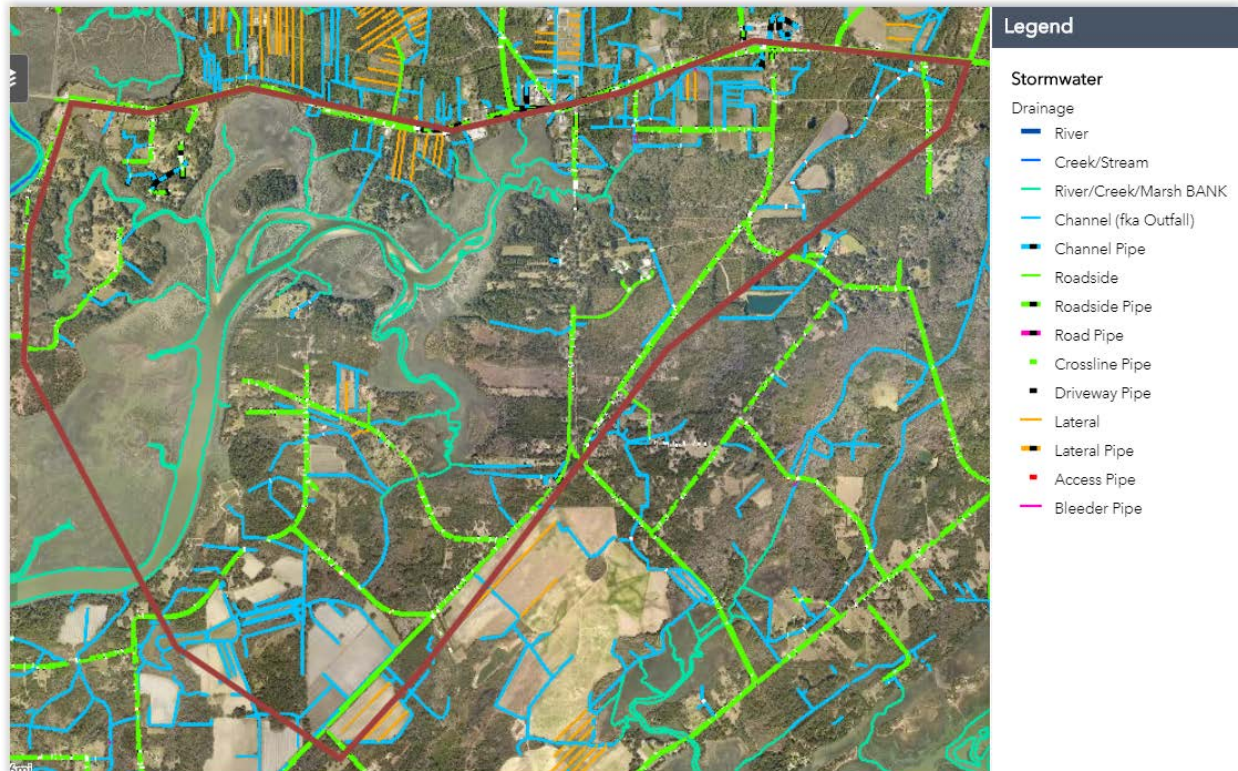 Legend
Stormwater
Drainage
River
Creek/Stream
River/Creek/Marsh BANK
Channel (fka Outfall)
Channel Pipe
Roadside
Roadside Pipe
Road Pipe
Crossline Pipe
Driveway Pipe
Lateral
Lateral Pipe
Access Pipe
Bleeder Pipe